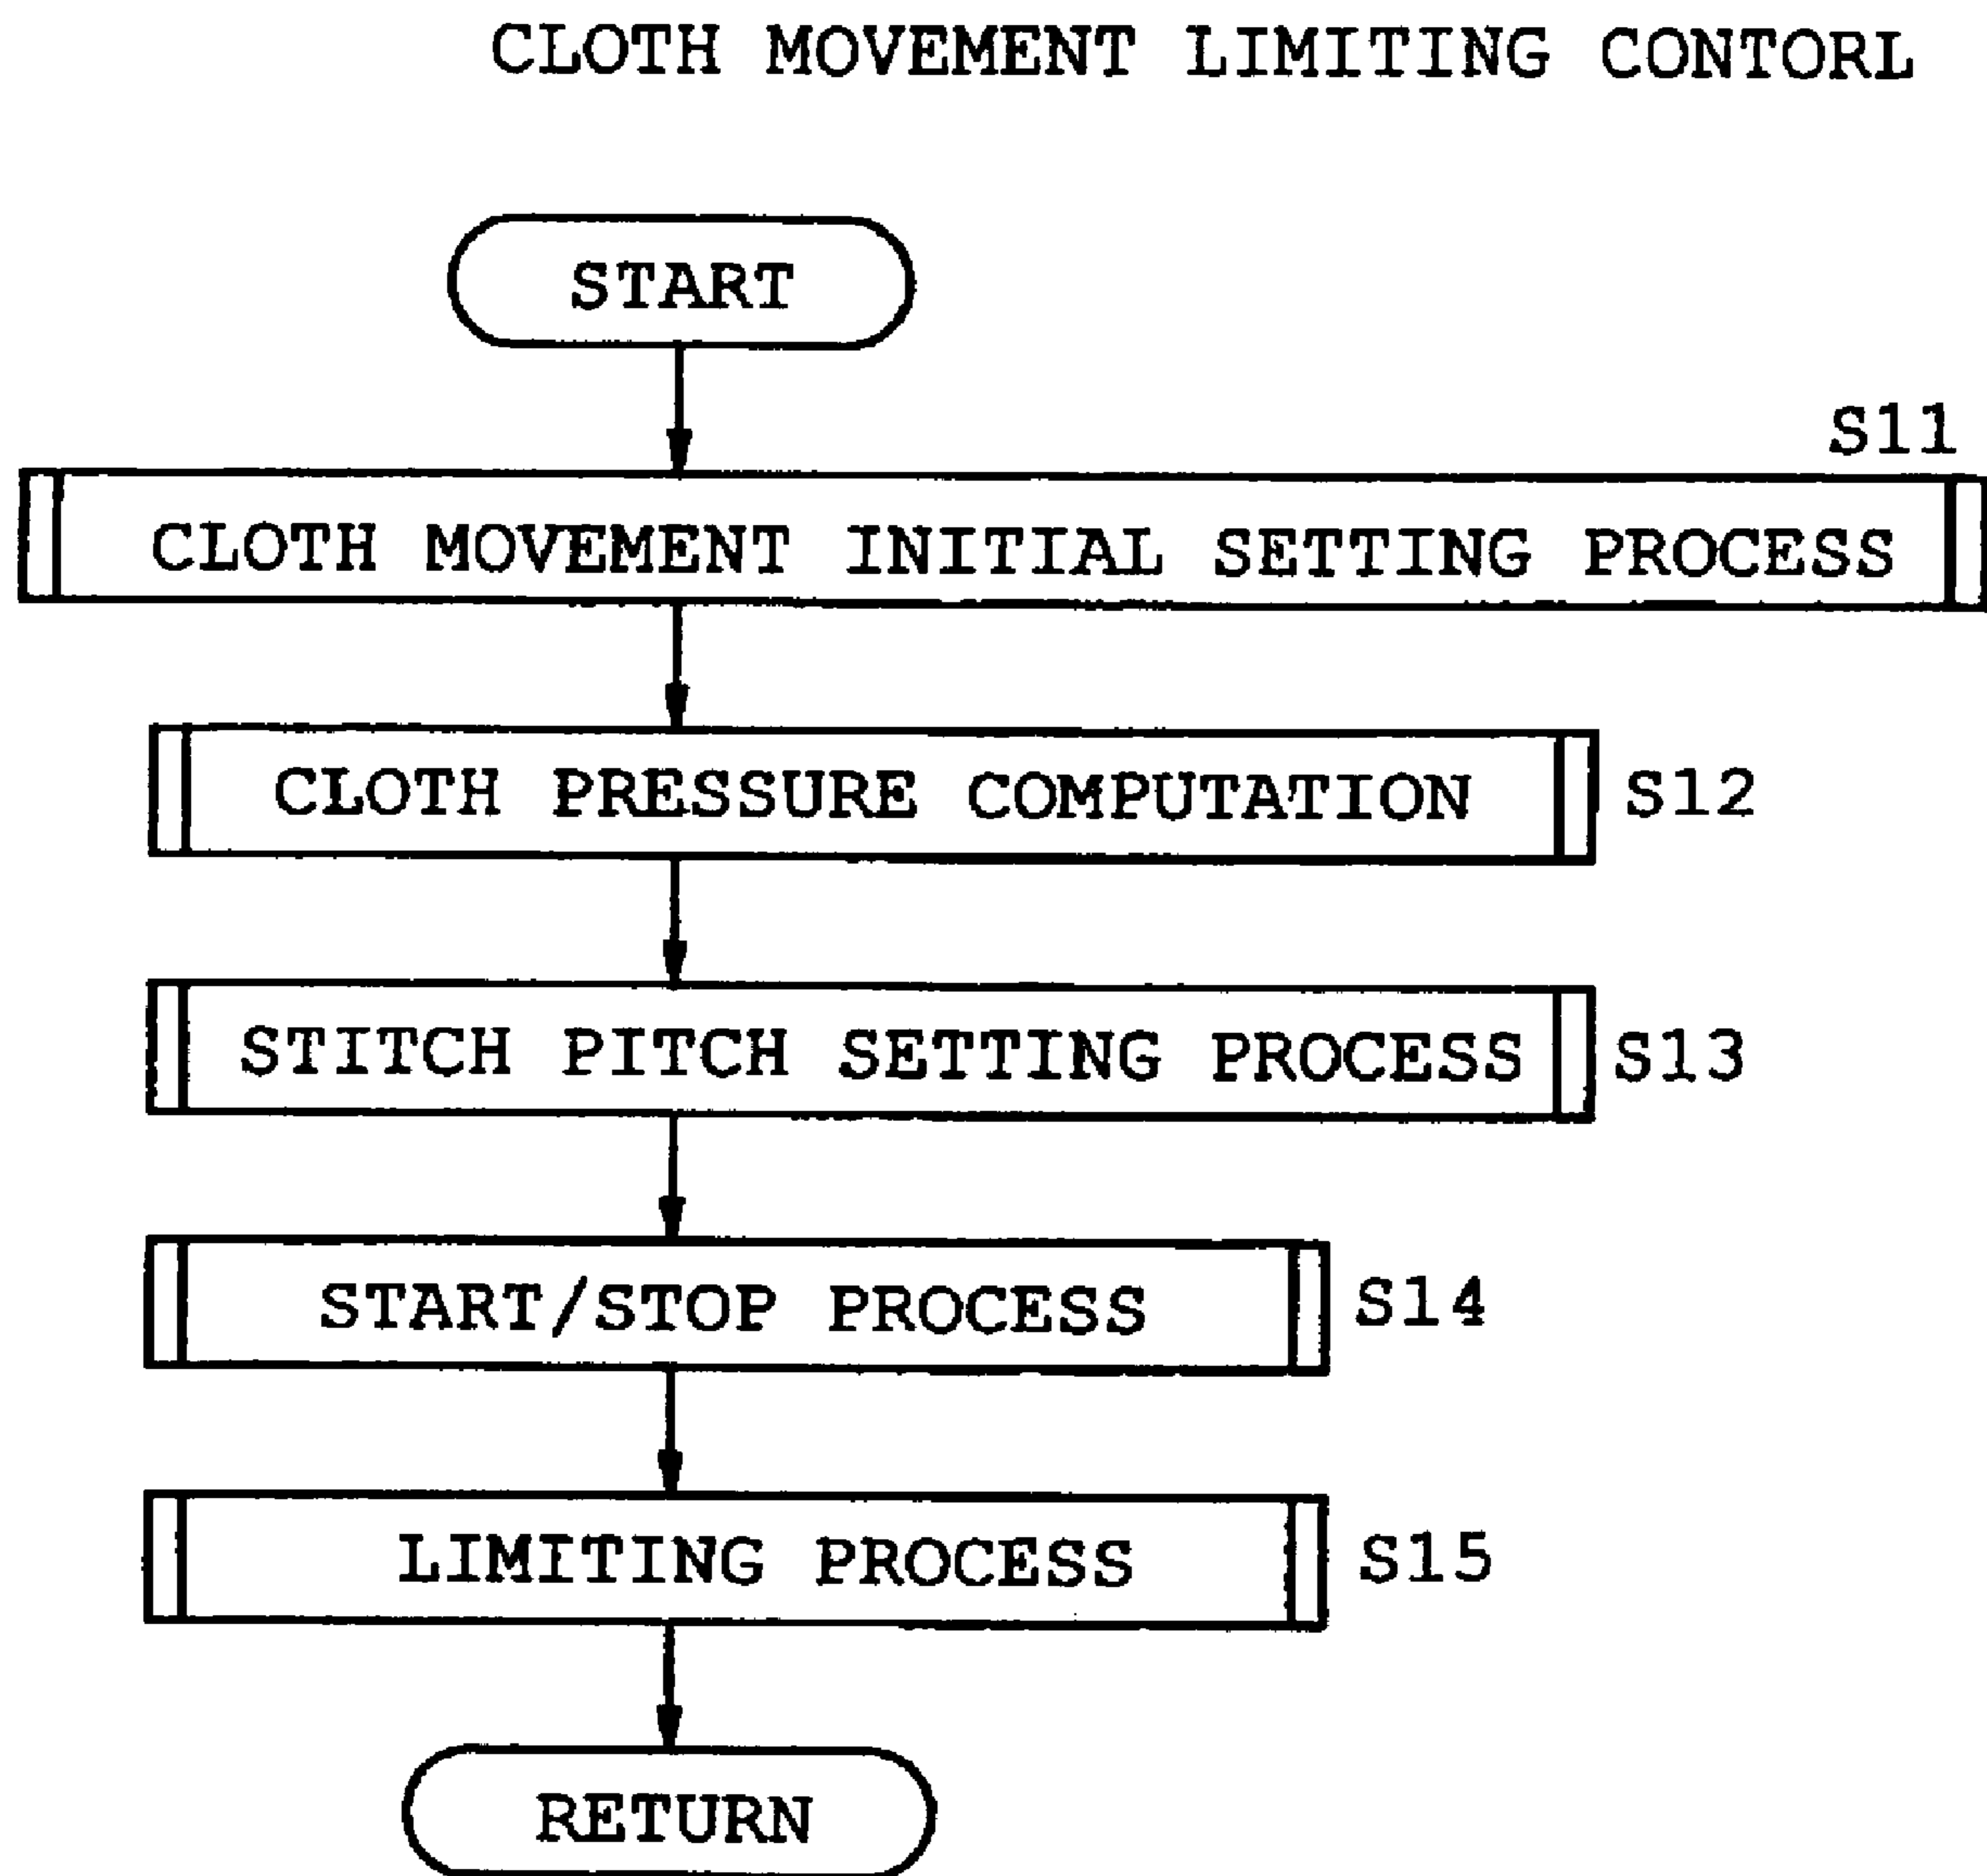 CLOTH MOVEMENT LIMITING CONTORL
START
S11
CLOTH MOVEMENT INITIAL SETTING PROCESS
CLOTH PRESSURE COMPUTATION S12
STITCH PITCH SETTING PROCESS S13
START/STOP PROCESS S14
LIMITING PROCESS S15
RETURN